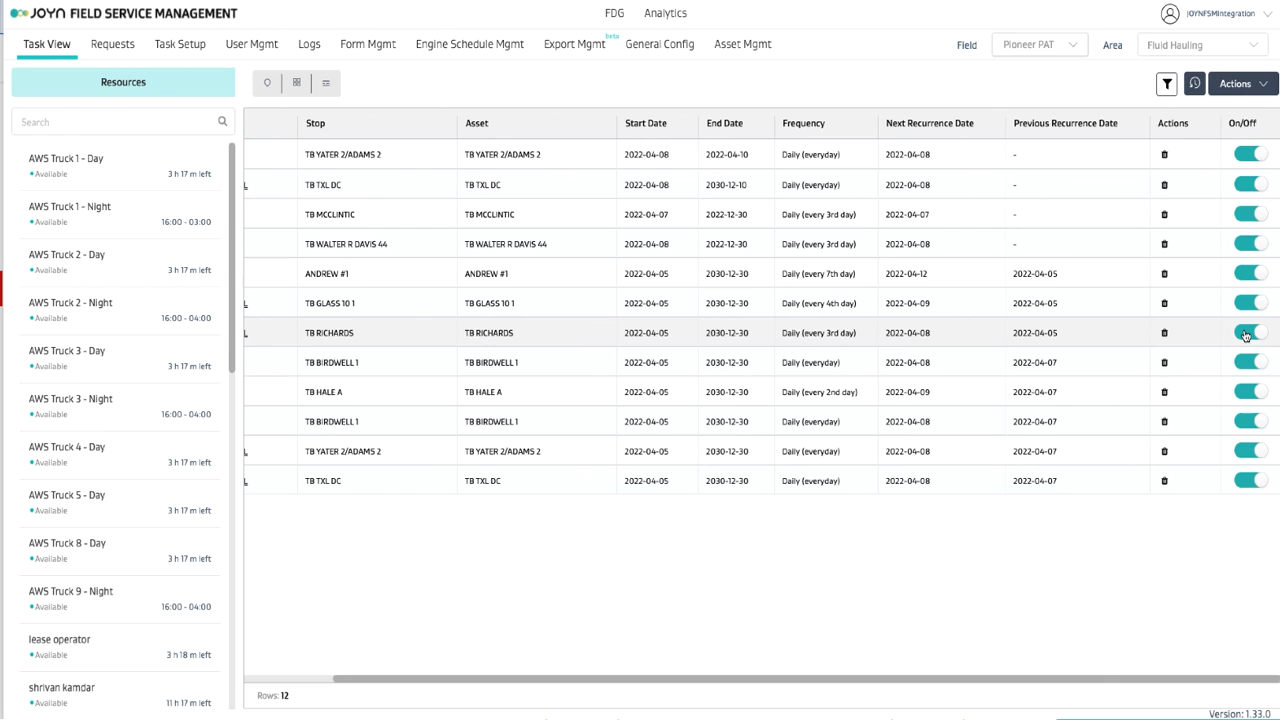 JOYN FIELD SERVICE MANAGEMENT
FDG Analytics
JOYNFSMIntegration
Task View Requests Task Setup User Mgmt Logs Form Mgmt Engine Schedule Mgmt Export Mgmt beta General Config Asset Mgmt
Field Pioneer PAT Area Fluid Hauling
Resources
Actions
Search
Stop Asset Start Date End Date Frequency Next Recurrence Date Previous Recurrence Date Actions On/Off
TB YATER 2/ADAMS 2 TB YATER 2/ADAMS 2 2022-04-08 2022-04-10 Daily (everyday) 2022-04-08 -
TB TXL DC TB TXL DC 2022-04-08 2030-12-10 Daily (everyday) 2022-04-08 -
TB MCCLINTIC TB MCCLINTIC 2022-04-07 2022-12-30 Daily (every 3rd day) 2022-04-07 -
TB WALTER R DAVIS 44 TB WALTER R DAVIS 44 2022-04-08 2022-12-30 Daily (every 3rd day) 2022-04-08 -
ANDREW #1 ANDREW #1 2022-04-05 2030-12-30 Daily (every 7th day) 2022-04-12 2022-04-05
L TB GLASS 10 1 TB GLASS 10 1 2022-04-05 2030-12-30 Daily (every 4th day) 2022-04-09 2022-04-05
L TB RICHARDS TB RICHARDS 2022-04-05 2030-12-30 Daily (every 3rd day) 2022-04-08 2022-04-05
TB BIRDWELL 1 TB BIRDWELL 1 2022-04-05 2030-12-30 Daily (everyday) 2022-04-08 2022-04-07
TB HALE A TB HALE A 2022-04-05 2030-12-30 Daily (every 2nd day) 2022-04-09 2022-04-07
TB BIRDWELL 1 TB BIRDWELL 1 2022-04-05 2030-12-30 Daily (everyday) 2022-04-08 2022-04-07
L TB YATER 2/ADAMS 2 TB YATER 2/ADAMS 2 2022-04-05 2030-12-30 Daily (everyday) 2022-04-08 2022-04-07
L TB TXL DC TB TXL DC 2022-04-05 2030-12-30 Daily (everyday) 2022-04-08 2022-04-07
AWS Truck 1 - Day
Available 3 h 17 m left
AWS Truck 1 - Night
Available 16:00 - 03:00
AWS Truck 2 - Day
Available 3 h 17 m left
AWS Truck 2 - Night
Available 16:00 - 04:00
AWS Truck 3 - Day
Available 3 h 17 m left
AWS Truck 3 - Night
Available 16:00 - 04:00
AWS Truck 4 - Day
Available 3 h 17 m left
AWS Truck 5 - Day
Available 3 h 17 m left
AWS Truck 8 - Day
Available 3 h 17 m left
AWS Truck 9 - Night
Available 16:00 - 04:00
lease operator
Available 3 h 18 m left
shrivan kamdar
Available 11 h 17 m left
Rows: 12
Version: 1.33.0